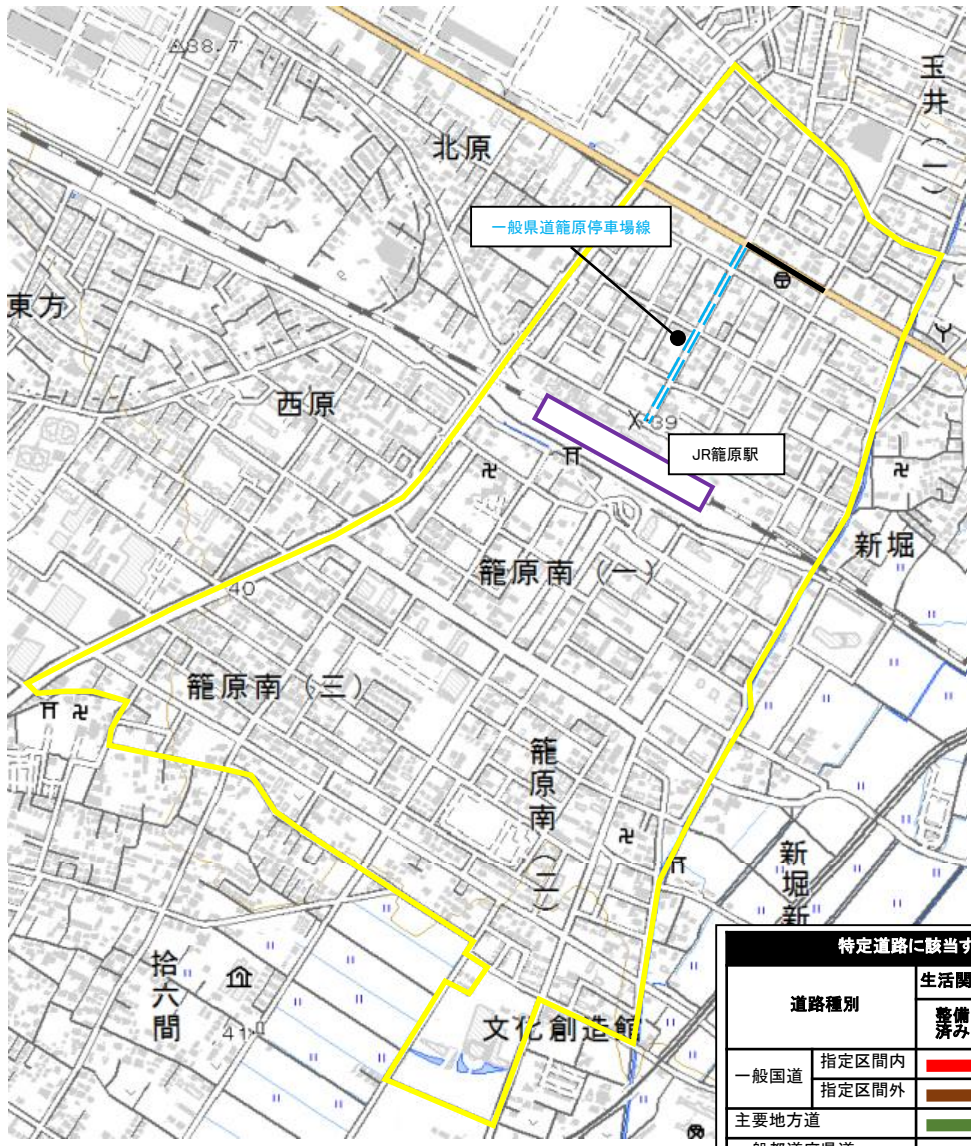 38.7
玉井(一)
北原
一般県道籠原停車場線
東方
西原
39
JR籠原駅
新堀
籠原南(一)
40
籠原南(三)
籠原南(二)
新堀新
拾六間
41
文化創造館
特定道路に該当す
道路種別
生活関
整備
済み
一般国道
指定区間内
指定区間外
主要地方道